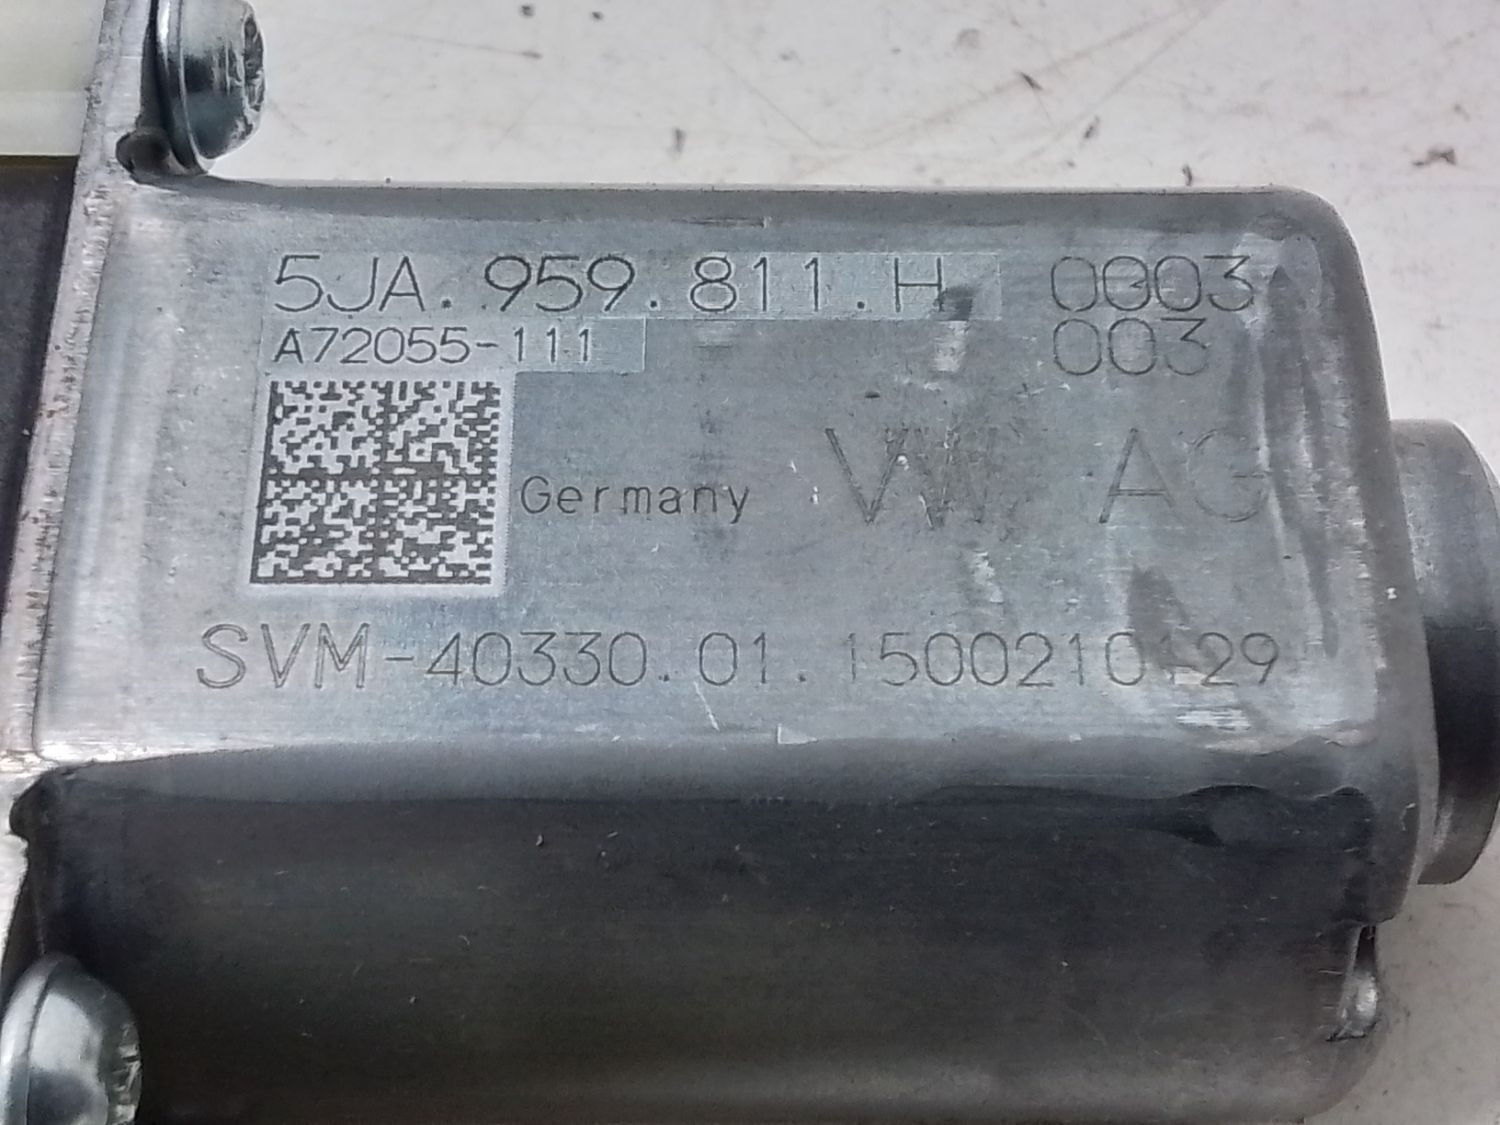 5JA.959.811.H 0003
A72055-111 003
Germany VW AG
SVM-40330.01.1500210129